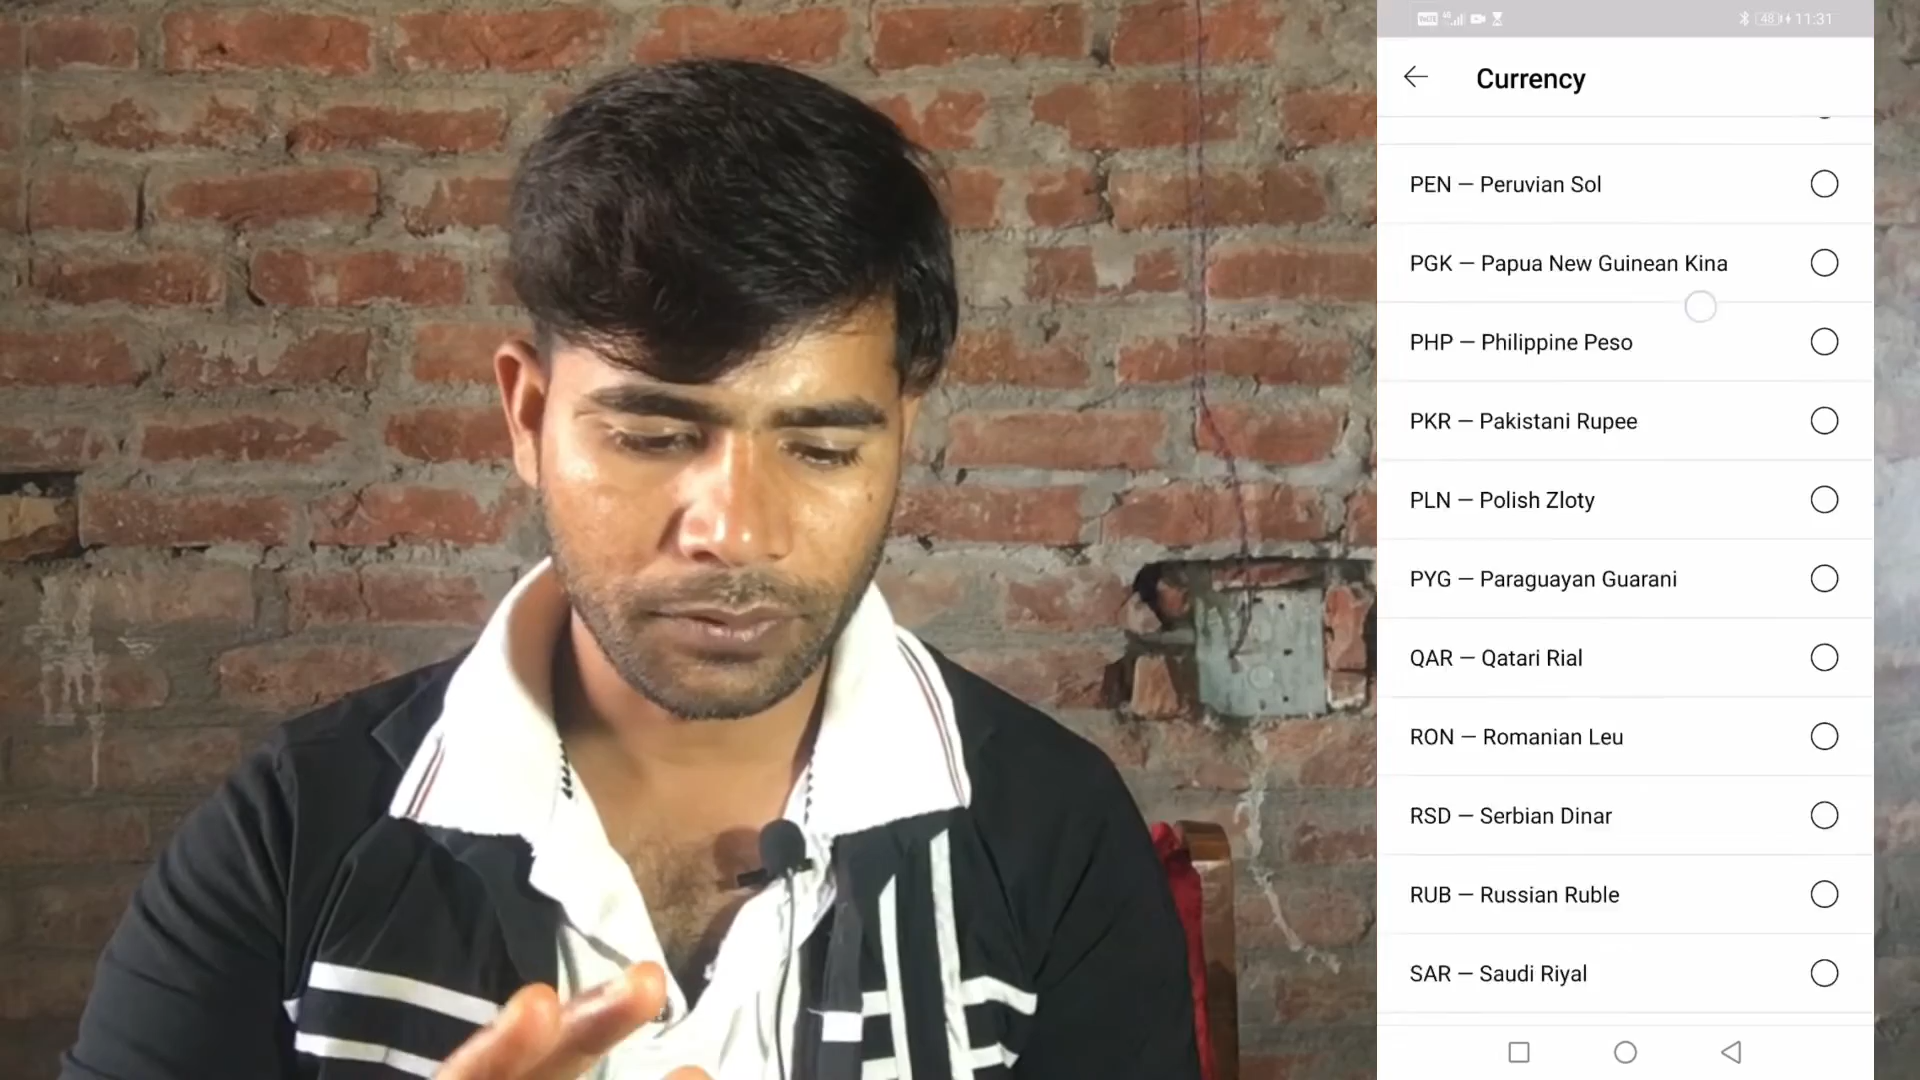 48 11:31
Currency
PEN — Peruvian Sol
PGK — Papua New Guinean Kina
PHP — Philippine Peso
PKR — Pakistani Rupee
PLN — Polish Zloty
PYG — Paraguayan Guarani
QAR — Qatari Rial
RON — Romanian Leu
RSD — Serbian Dinar
RUB — Russian Ruble
SAR — Saudi Riyal